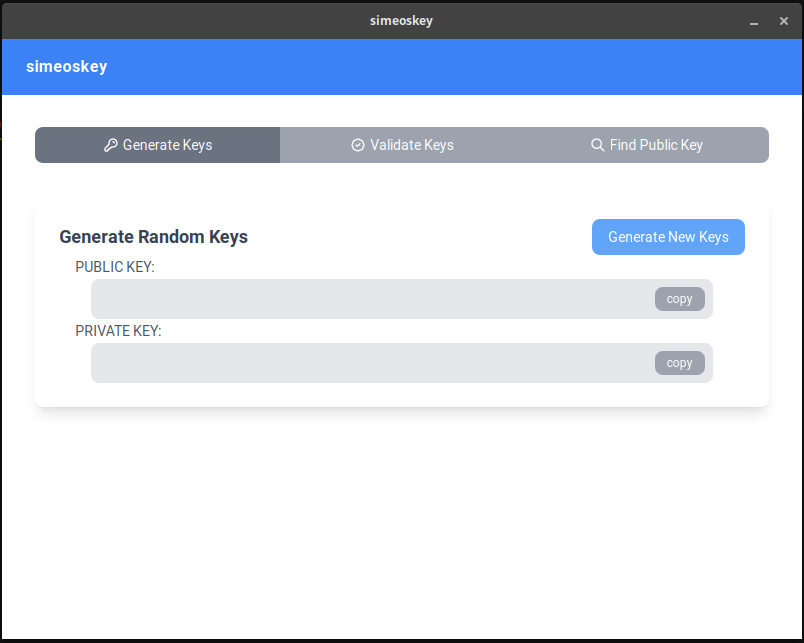 simeoskey
simeoskey
Generate Keys Validate Keys Find Public Key
Generate Random Keys Generate New Keys
PUBLIC KEY:
copy
PRIVATE KEY:
copy